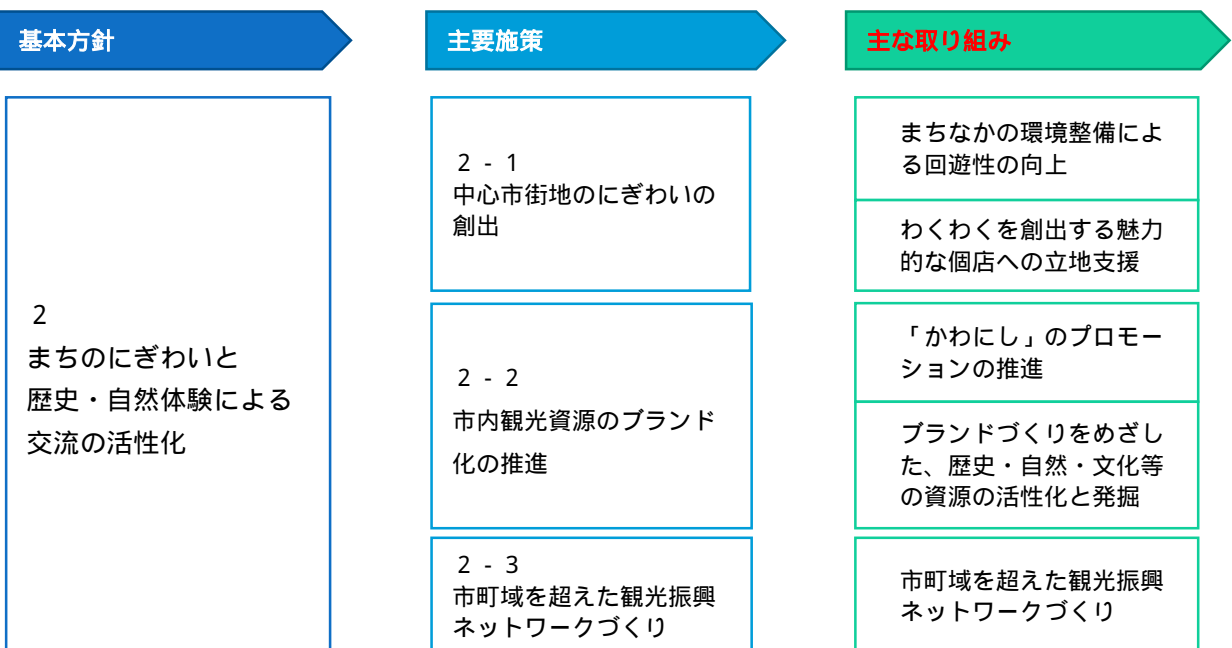 基本方針
主要施策
主な取り組み
２
まちのにぎわいと
歴史・自然体験による
交流の活性化
２-１
中心市街地のにぎわいの
創出
２-２
市内観光資源のブランド
化の推進
２-３
市町域を超えた観光振興
ネットワークづくり
まちなかの環境整備によ
る回遊性の向上
わくわくを創出する魅力
的な個店への立地支援
「かわにし」のプロモー
ションの推進
ブランドづくりをめざし
た、歴史・自然・文化等
の資源の活性化と発掘
市町域を超えた観光振興
ネットワークづくり